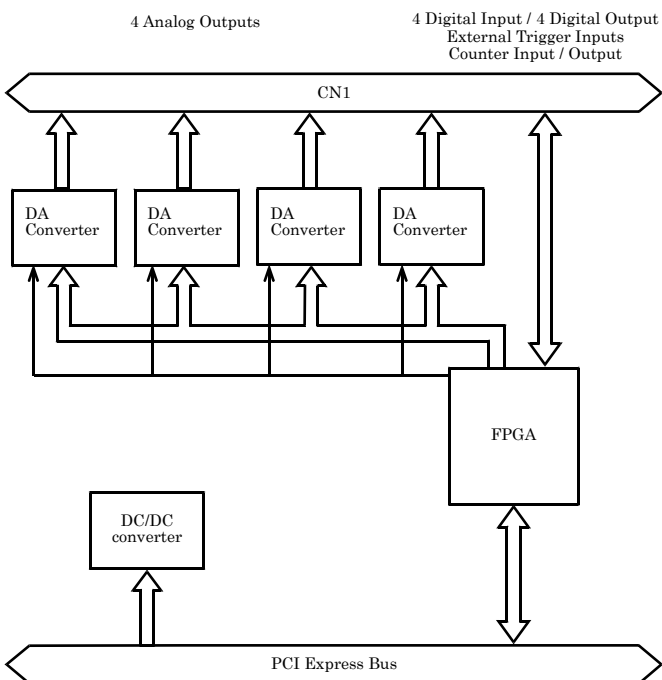 4 Analog Outputs
4 Digital Input / 4 Digital Output
External Trigger Inputs
Counter Input / Output
CN1
DA
Converter
DA
Converter
DA
Converter
DA
Converter
FPGA
DC/DC
converter
PCI Express Bus